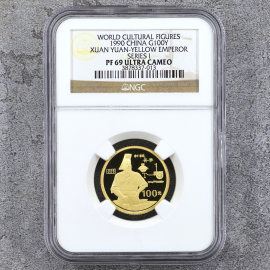 WORLD CULTURAL FIGURES
1990 CHINA G100Y
XUAN YUAN-YELLOW EMPEROR
SERIES I
PF 69 ULTRA CAMEO
3878337-013
NGC
100元